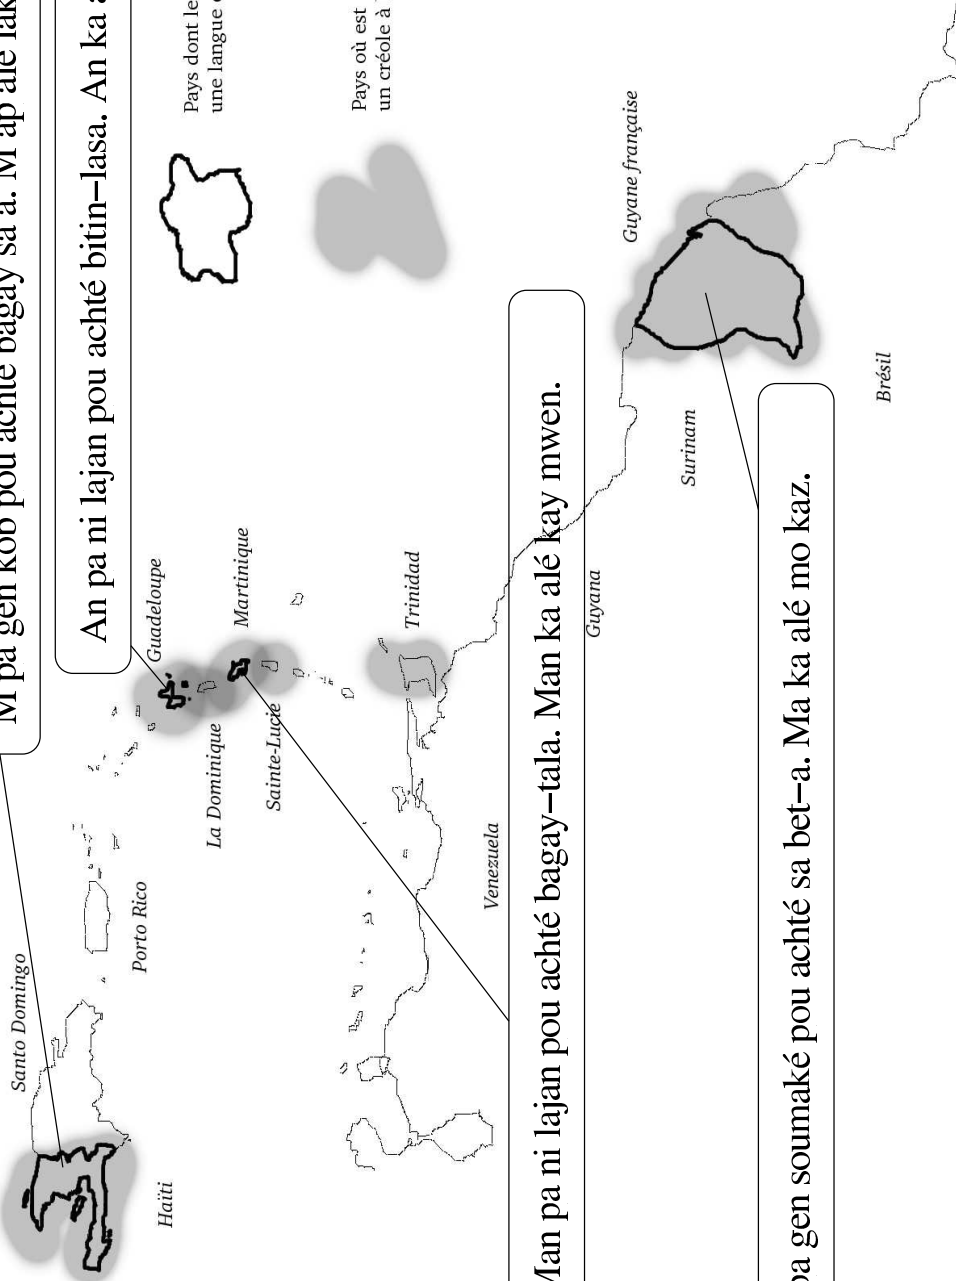 M pa gen kòb pou achte bagay sa a. M ap ale
An pa ni lajan pou achté bitin–lasa. An ka
Pays dont le
une langue
Pays où est
un créole à
Santo Domingo
Haïti
Porto Rico
Guadeloupe
La Dominique
Martinique
Sainte-Lucie
Trinidad
Venezuela
Guyana
Surinam
Guyane française
Brésil
Man pa ni lajan pou achté bagay–tala. Man ka alé kay mwen.
pa gen soumaké pou achté sa bet–a. Ma ka alé mo kaz.